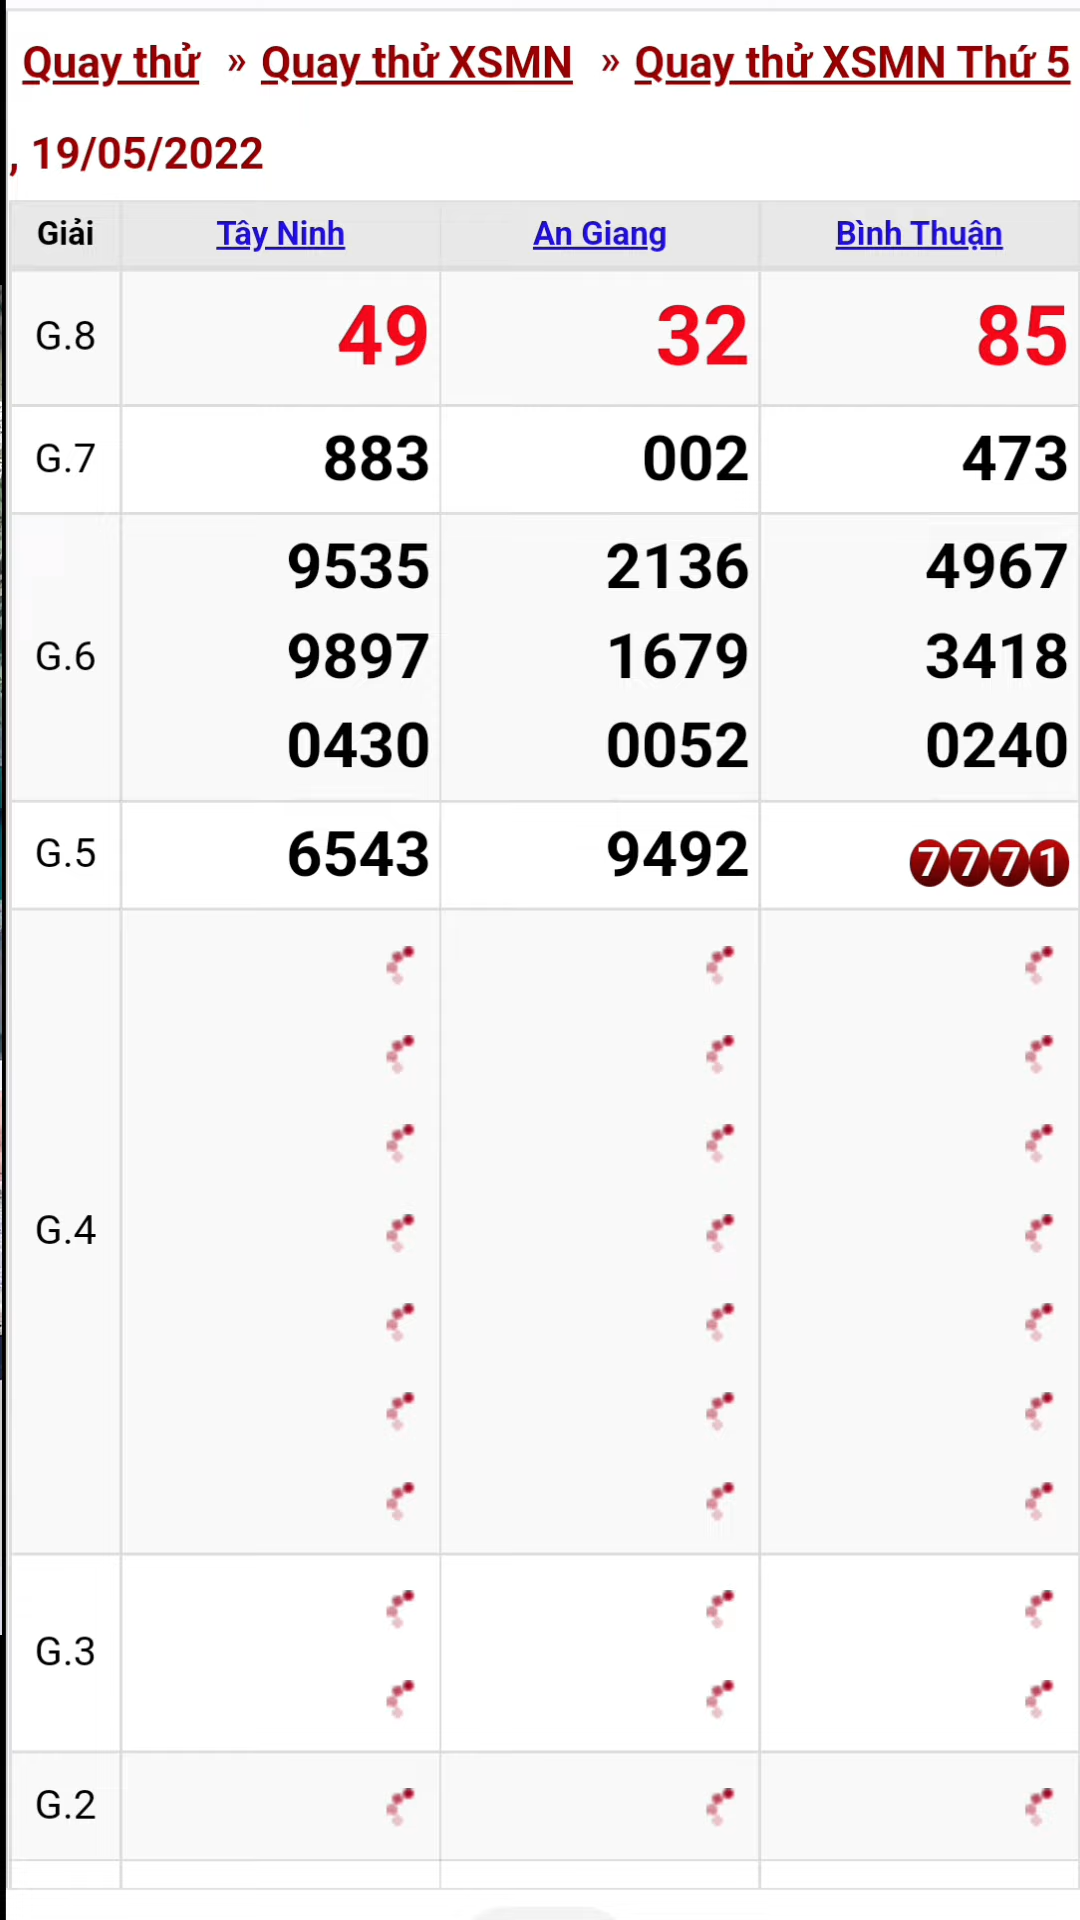 Quay thử » Quay thử XSMN » Quay thử XSMN Thứ 5
, 19/05/2022
Giải Tây Ninh An Giang Bình Thuận
G.8 49 32 85
G.7 883 002 473
9535 2136 4967
G.6 9897 1679 3418
0430 0052 0240
G.5 6543 9492 7771
G.4
G.3
G.2